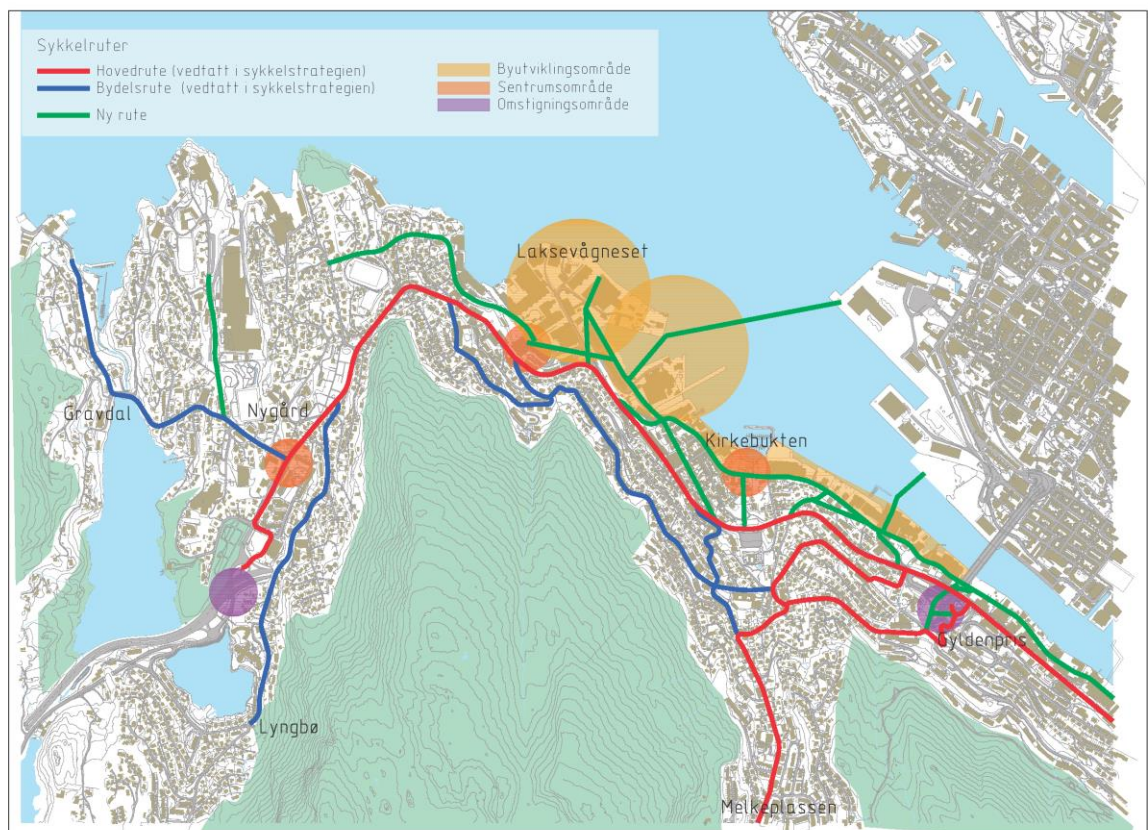 Sykkelruter
Hovedrute (vedtatt i sykkelstrategien)
Bydelsrute (vedtatt i sykkelstrategien)
Ny rute
Byutviklingsområde
Sentrumsområde
Omstigningsområde
Laksevågneset
Gravdal
Nygård
Kirkebukten
Gyldenpris
Lyngbø
Melkeplassen